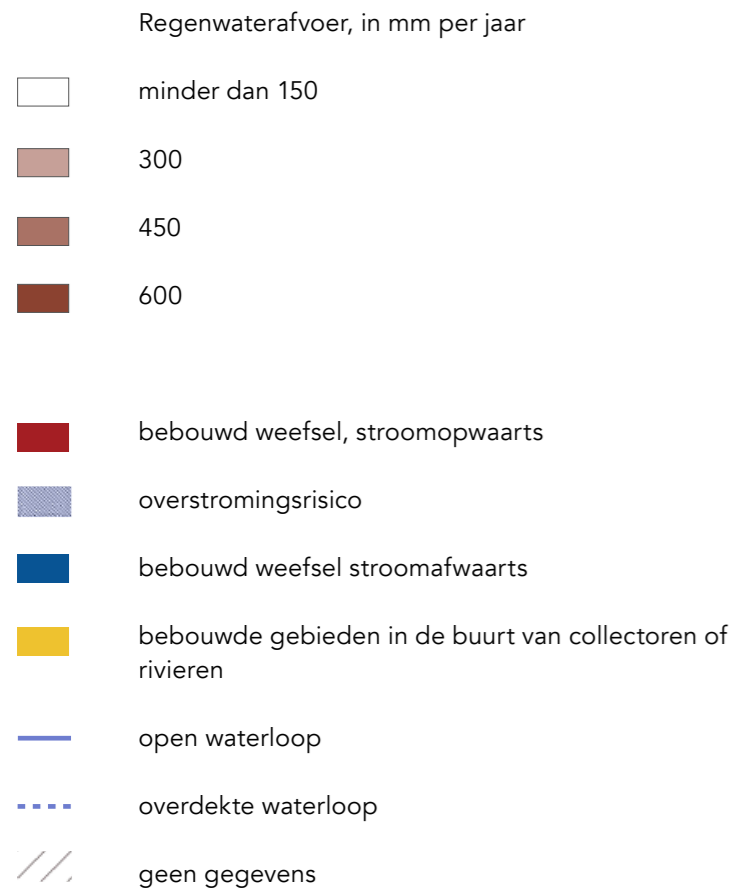 Regenwaterafvoer, in mm per jaar
minder dan 150
300
450
600
bebouwd weefsel, stroomopwaarts
overstromingsrisico
bebouwd weefsel stroomafwaarts
bebouwde gebieden in de buurt van collectoren of
rivieren
open waterloop
overdekte waterloop
geen gegevens